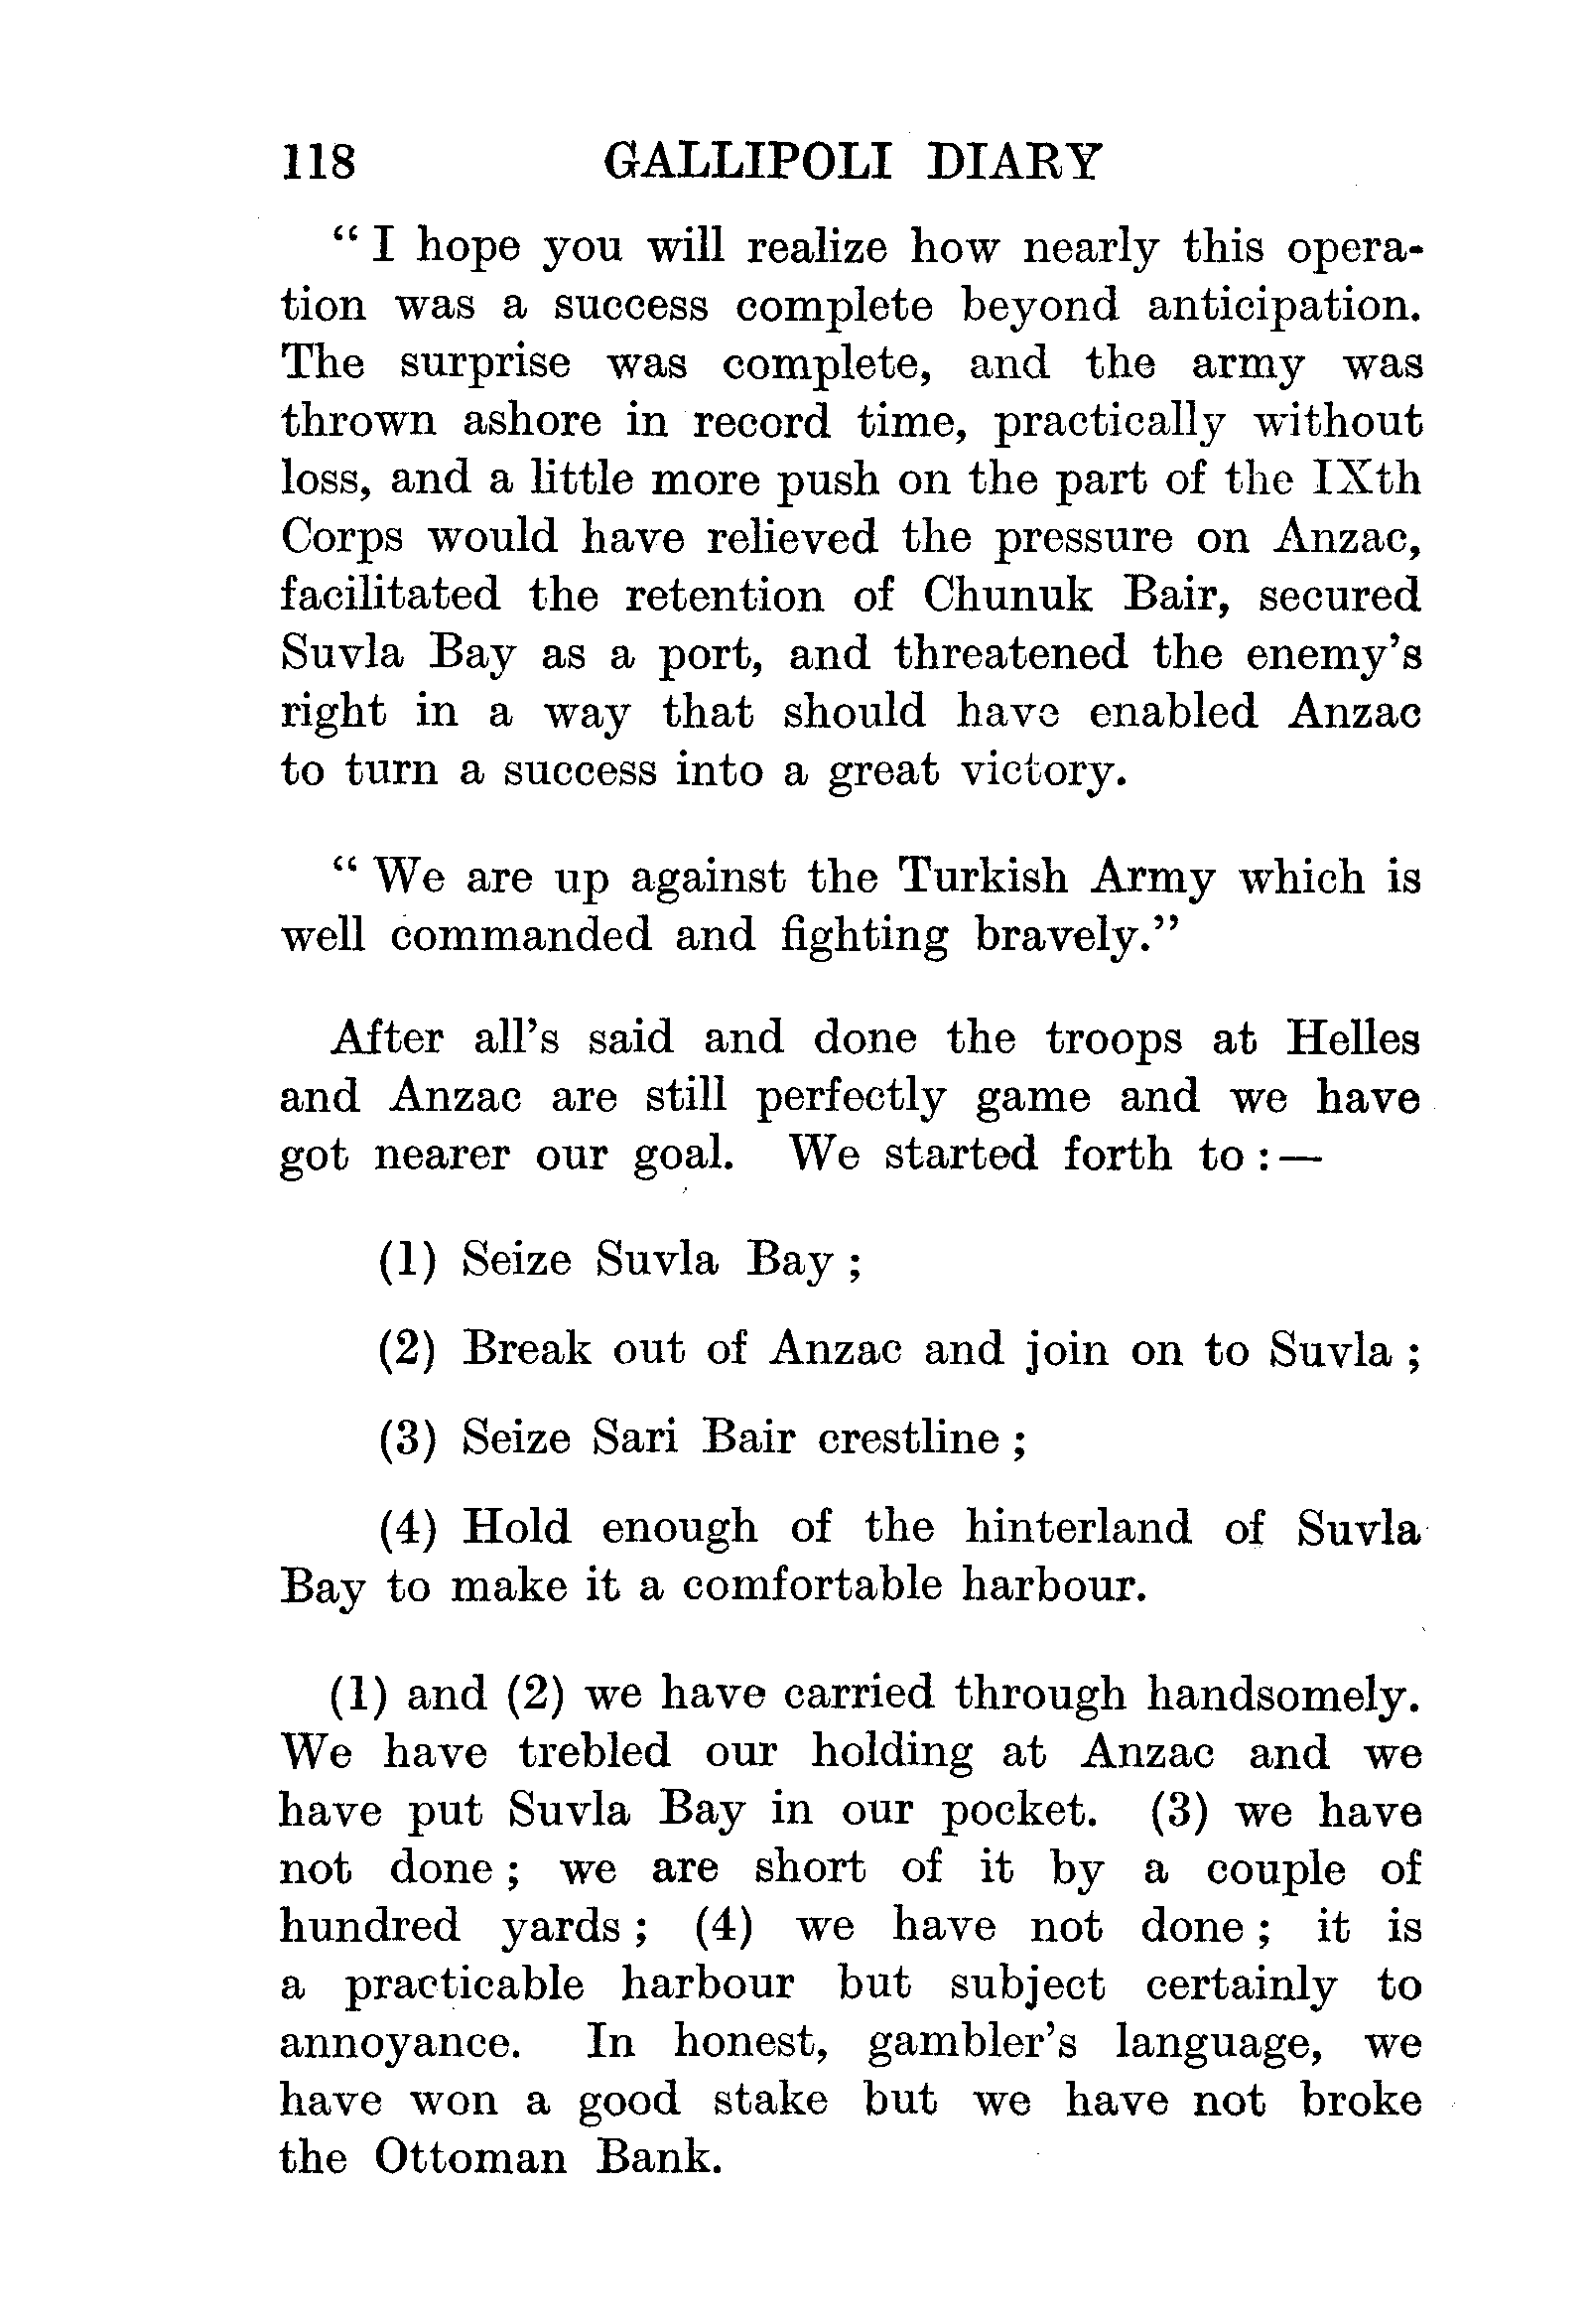 118 GALLIPOLI DIARY
“ I hope you will realize how nearly this opera-
tion was a success complete beyond anticipation.
The surprise was complete, and the army was
thrown ashore in record time, practically without
loss, and a little more push on the part of the IXth
Corps would have relieved the pressure on Anzac,
facilitated the retention of Chunuk Bair, secured
Suvla Bay as a port, and threatened the enemy’s
right in a way that should have enabled Anzac
to turn a success into a great victory.
“ We are up against the Turkish Army which is
well commanded and fighting bravely.”
After all’s said and done the troops at Helles
and Anzac are still perfectly game and we have
got nearer our goal. We started forth to :—
(1) Seize Suvla Bay ;
(2) Break out of Anzac and join on to Suvla ;
(3) Seize Sari Bair crestline ;
(4) Hold enough of the hinterland of Suvla
Bay to make it a comfortable harbour.
(1) and (2) we have carried through handsomely.
We have trebled our holding at Anzac and we
have put Suvla Bay in our pocket. (3) we have
not done ; we are short of it by a couple of
hundred yards ; (4) we have not done ; it is
a practicable harbour but subject certainly to
annoyance. In honest, gambler’s language, we
have won a good stake but we have not broke
the Ottoman Bank.